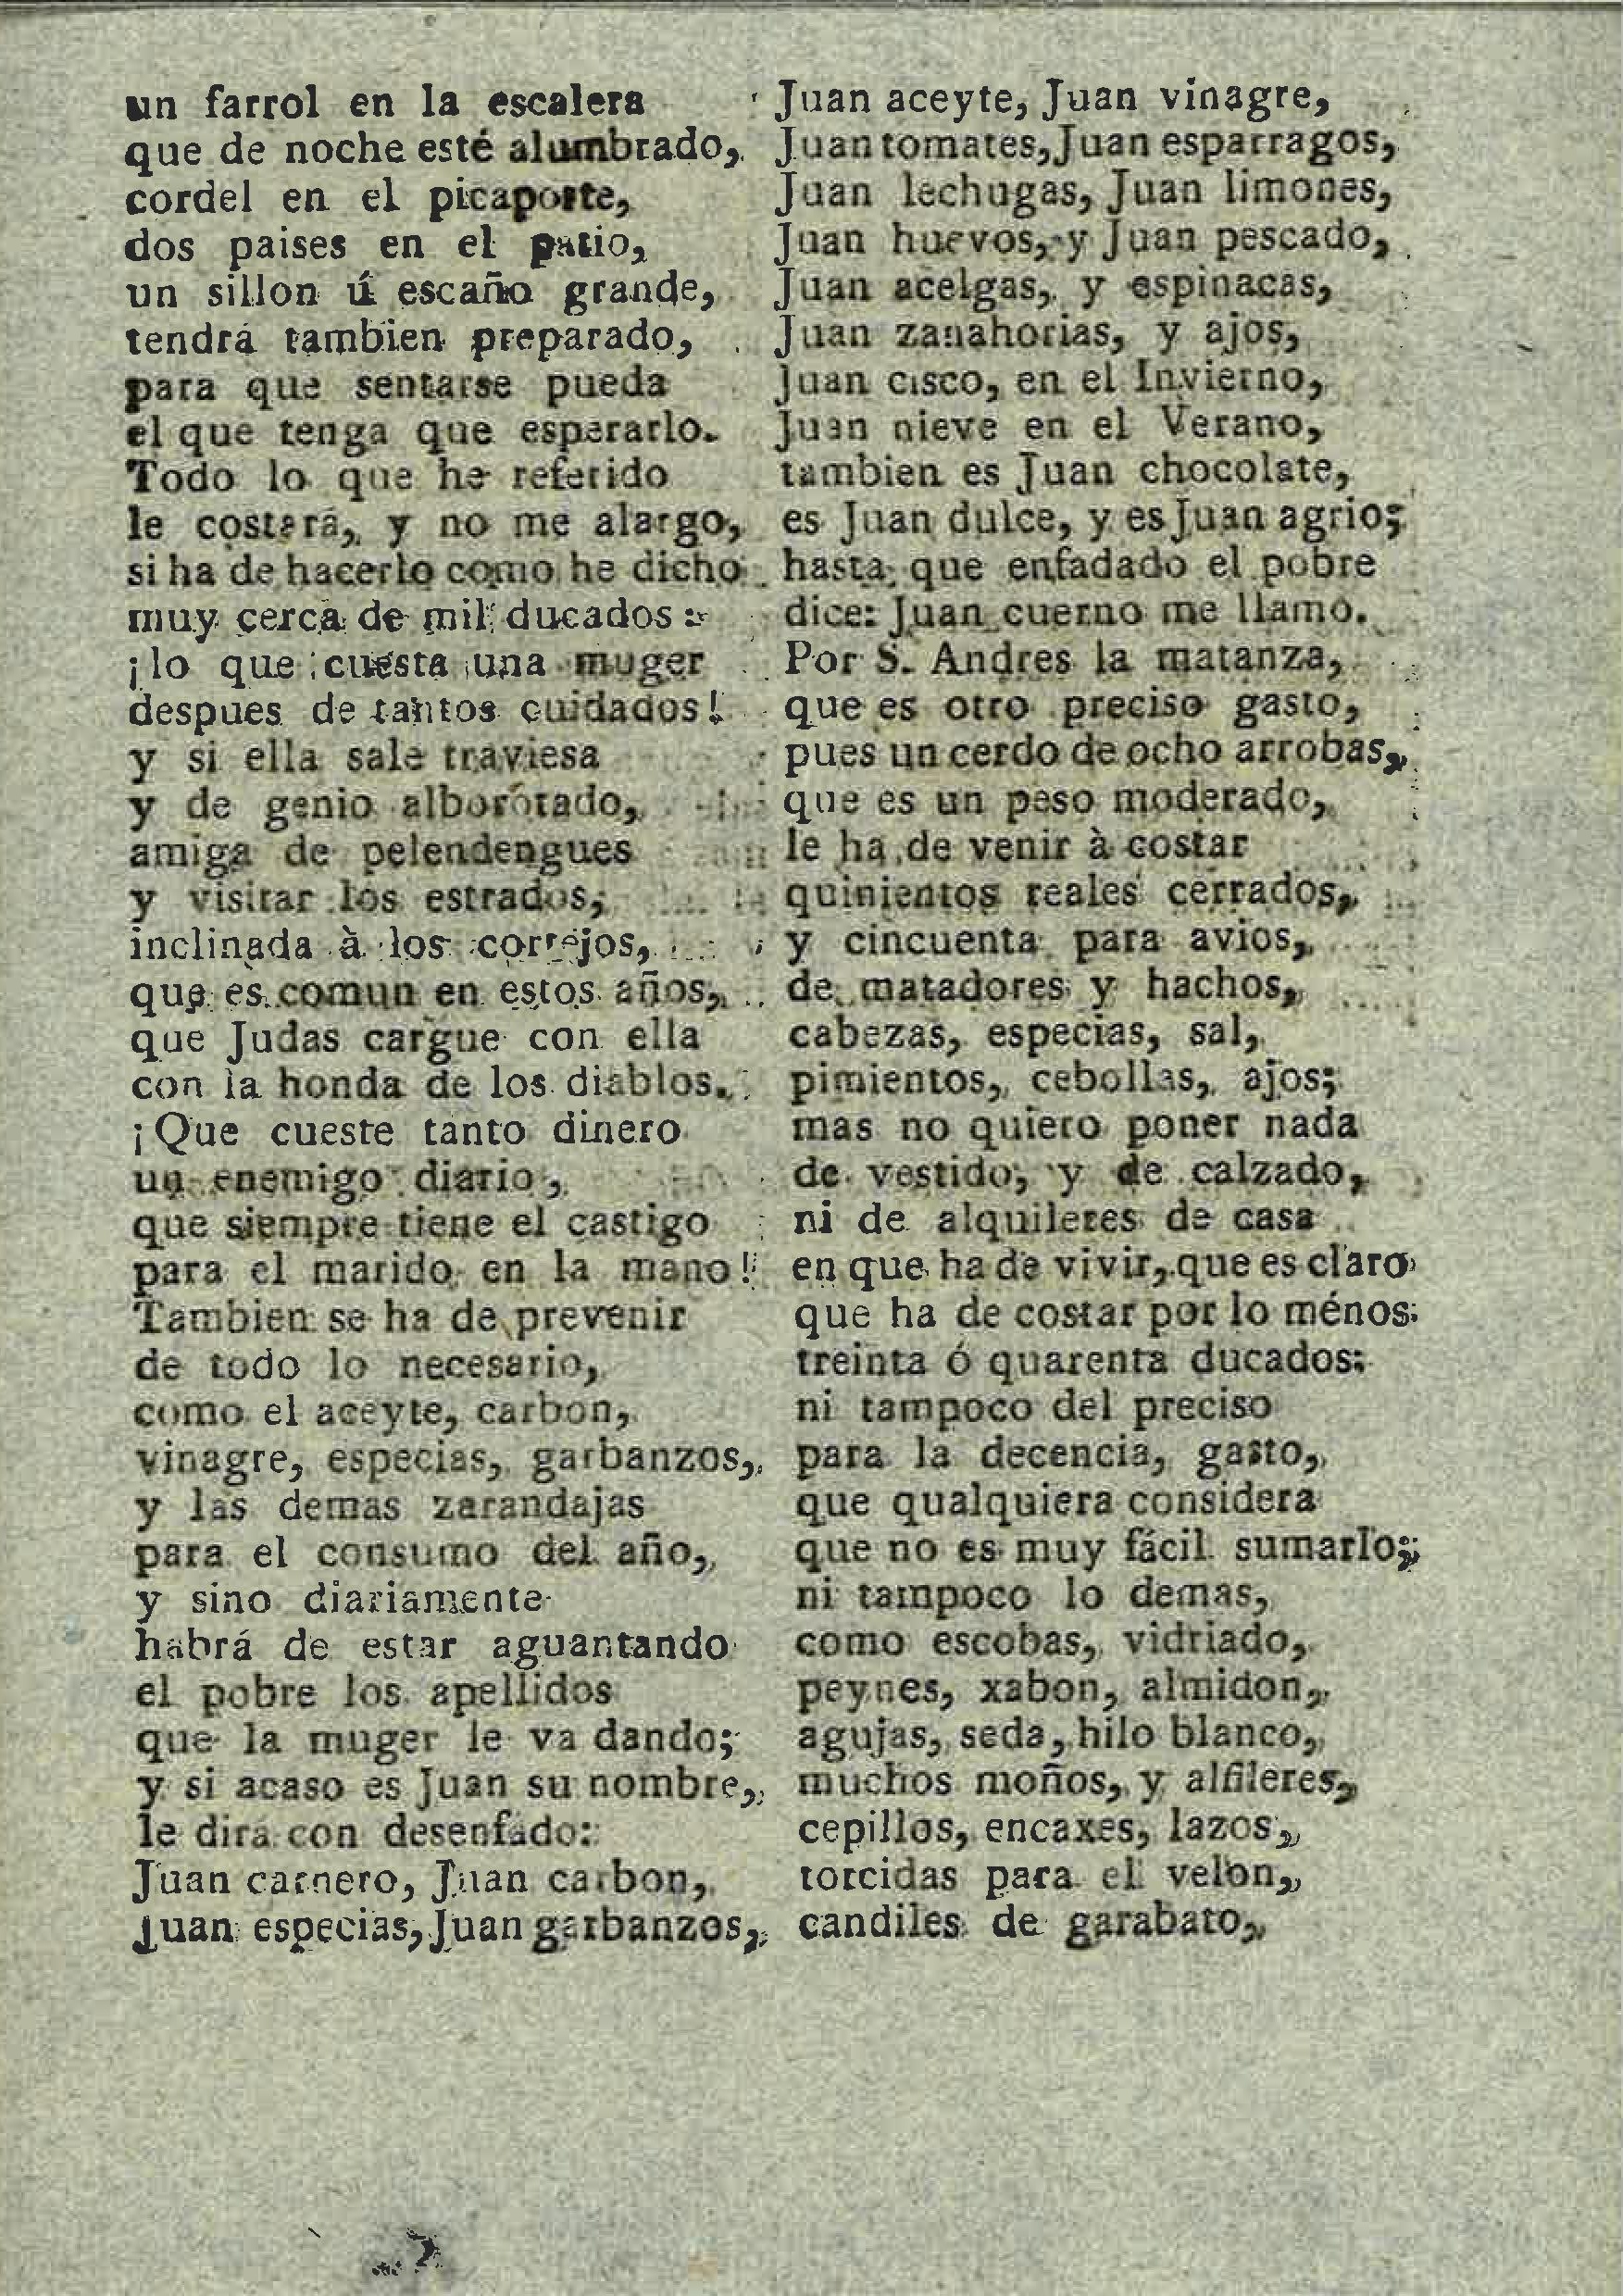 un farrol en la escalera
que de noche esté alumbrado,
cordel en el picaporte,
dos paises en el patio,
un sillon ú escaño grande,
tendrá tambien preparado,
para que sentarse pueda
el que tenga que esperarlo.
Todo lo que he referido
le costará, y no me alargo,
si ha de hacerlo como he dicho
muy cerca de mil ducados:
¡lo que cuesta una muger
despues de tantos cuidados!
y si ella sale traviesa
y de genio alborotado,
amiga de pelendengues
y visitar los estrados;
inclinada à los cortejos,
que es comun en estos años,
que Judas cargue con ella
con la honda de los diablos.
¡Que cueste tanto dinero
un enemigo diario,
que siempre tiene el castigo
para el marido en la mano!
Tambien se ha de prevenir
de todo lo necesario,
como el aceyte, carbon,
vinagre, especias, garbanzos,
y las demas zarandajas
para el consumo del año,
y sino diariamente
habrá de estar aguantando
el pobre los apellidos
que la muger le va dando;
y si acaso es Juan su nombre,
le dirá con desenfado:
Juan carnero, Juan carbon,
Juan especias, Juan garbanzos,
Juan aceyte, Juan vinagre,
Juan tomates, Juan esparragos,
Juan lechugas, Juan limones,
Juan huevos, y Juan pescado,
Juan acelgas, y espinacas,
Juan zanahorias, y ajos,
Juan cisco, en el Invierno,
Juan nieve en el Verano,
tambien es Juan chocolate,
es Juan dulce, y es Juan agrio;
hasta que enfadado el pobre
dice: Juan cuerno me llamo.
Por S. Andres la matanza,
que es otro preciso gasto,
pues un cerdo de ocho arrobas,
que es un peso moderado,
le ha de venir à costar
quinientos reales cerrados,
y cincuenta para avios,
de matadores y hachos,
cabezas, especias, sal,
pimientos, cebollas, ajos;
mas no quiero poner nada
de vestido, y de calzado,
ni de alquileres de casa
en que ha de vivir, que es claro
que ha de costar por lo ménos
treinta ó quarenta ducados;
ni tampoco del preciso
para la decencia, gasto,
que qualquiera considera
que no es muy fácil sumarlo;
ni tampoco lo demas,
como escobas, vidriado,
peynes, xabon, almidon,
agujas, seda, hilo blanco,
muchos moños, y alfileres,
cepillos, encaxes, lazos,
torcidas para el velon,
candiles de garabato,